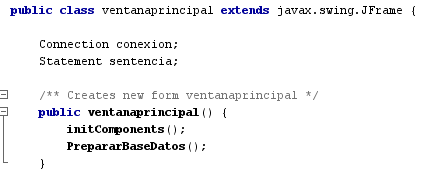 public class ventanaprincipal extends javax.swing.JFrame {
Connection conexion;
Statement sentencia;
/** Creates new form ventanaprincipal */
public ventanaprincipal() {
initComponents();
PrepararBaseDatos();
}